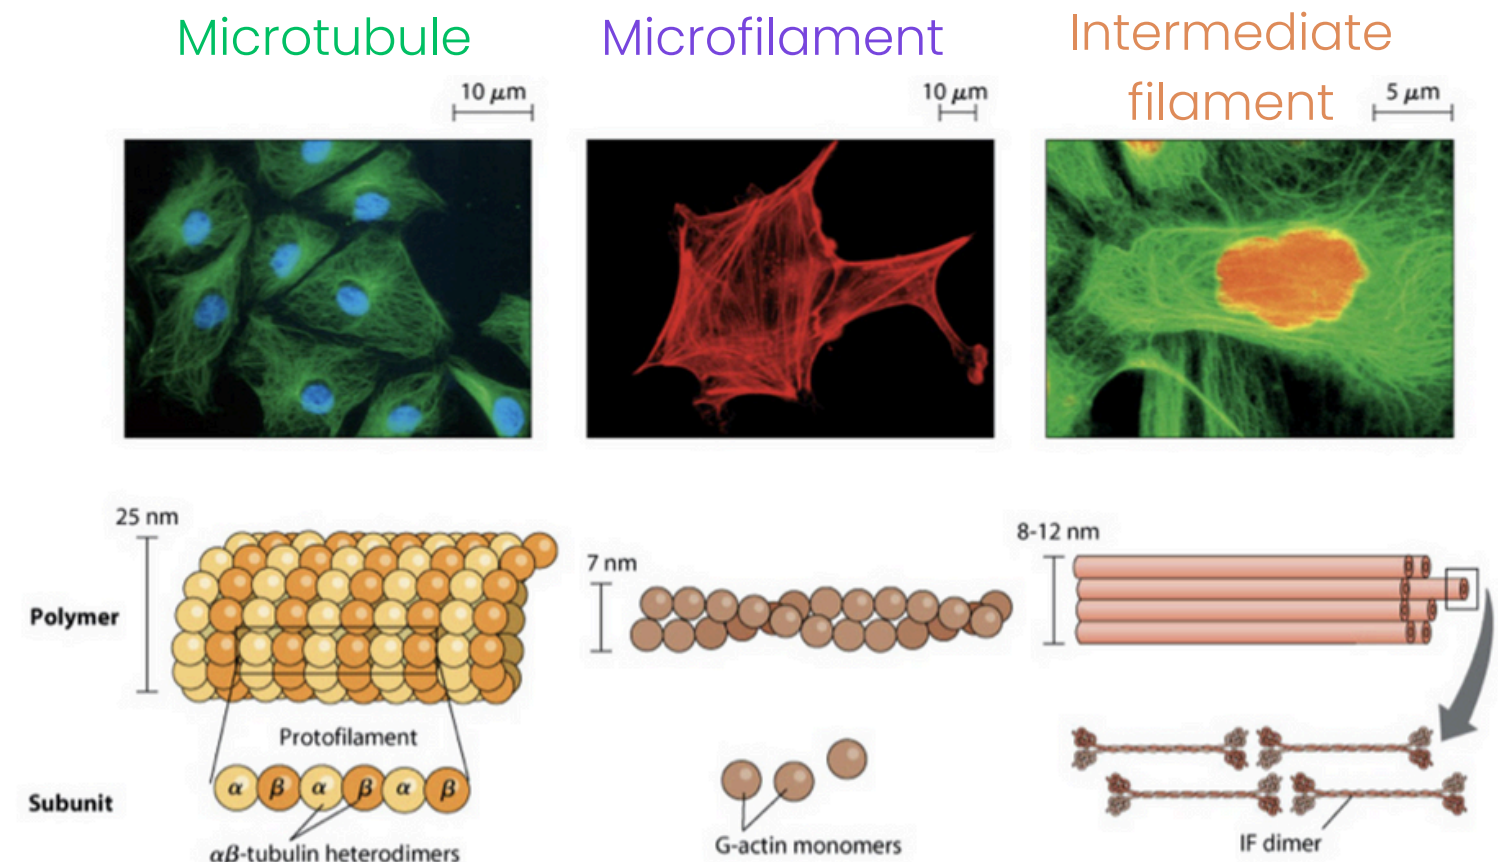 Microtubule
Microfilament
Intermediate
filament
10 μm
10 μm
5 μm
25 nm
7 nm
8-12 nm
Polymer
Protofilament
Subunit
α β α β α β
αβ-tubulin heterodimers
G-actin monomers
IF dimer